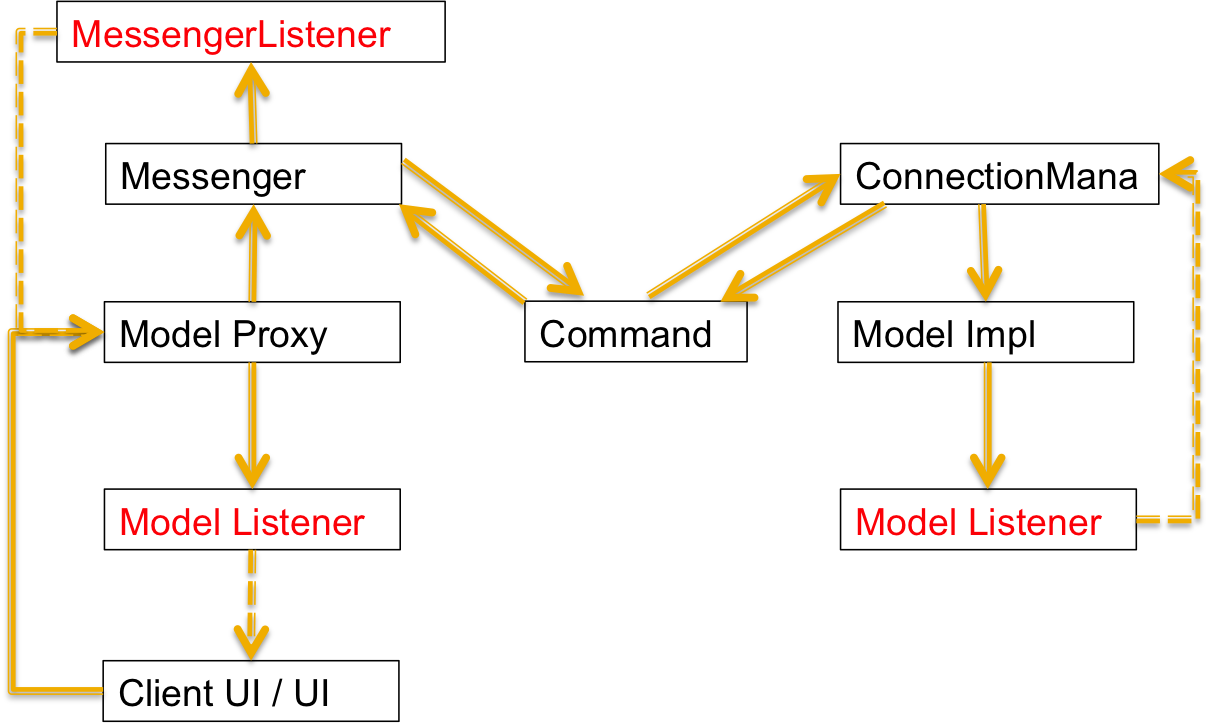 MessengerListener
Messenger
ConnectionMana
Model Proxy
Command
Model Impl
Model Listener
Model Listener
Client UI / UI